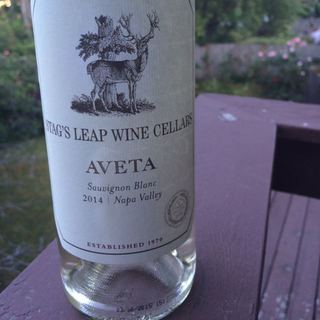 STAG'S LEAP WINE CELLARS
AVETA
Sauvignon Blanc
2014 | Napa Valley
ESTABLISHED 1970